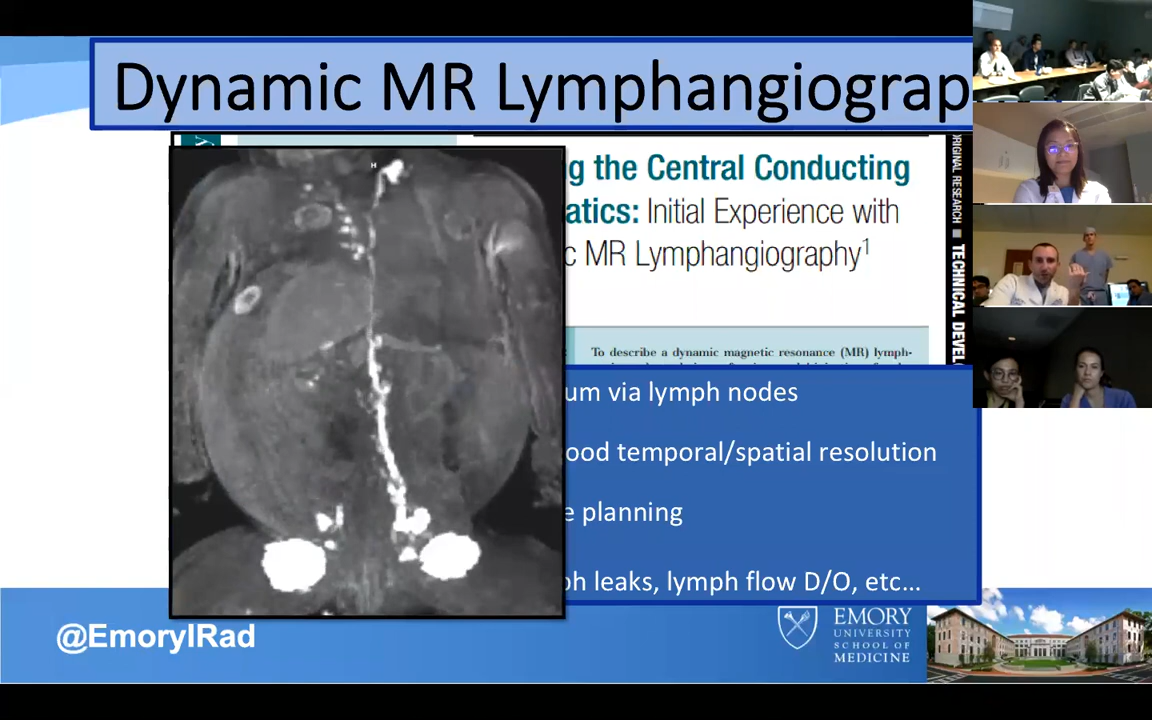 Dynamic MR Lymphangiograp
g the Central Conducting
atics: Initial Experience with
c MR Lymphangiography¹
ORIGINAL RESEARCH ■ TECHNICAL DEVEL
To describe a dynamic magnetic resonance (MR) lymph-
um via lymph nodes
ood temporal/spatial resolution
e planning
ph leaks, lymph flow D/O, etc...
@EmoryIRad
EMORY
UNIVERSITY
SCHOOL OF
MEDICINE